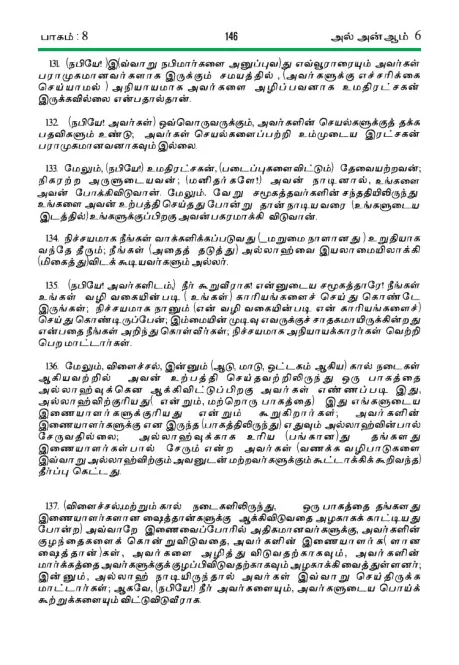 பாகம் : 8 146 அல் அன்ஆம் 6
131. (நபியே! )இ(வ்வாறு நபிமார்களை அனுப்புவ)து எவ்வூராரையும் அவர்கள்
பராமுகமானவர்களாக இருக்கும் சமயத்தில் , (அவர்களுக்கு எச்சரிக்கை
செய்யாமல் ) அநியாயமாக அவர்களை அழிப்பவனாக உமதிரட்சகன்
இருக்கவில்லை என்பதால்தான்.
132. (நபியே! அவர்கள்) ஒவ்வொருவருக்கும், அவர்களின் செயல்களுக்குத் தக்க
பதவிகளும் உண்டு; அவர்கள் செயல்களைப்பற்றி உம்முடைய இரட்சகன்
பராமுகமானவனாகவும் இல்லை.
133. மேலும், (நபியே!) உமதிரட்சகன், (படைப்புகளைவிட்டும்) தேவையற்றவன்;
நிகரற்ற அருளுடையவன் ; (மனிதர்களே!) அவன் நாடினால், உங்களை
அவன் போக்கிவிடுவான். மேலும், வேறு சமூகத்தவர்களின் சந்ததியிலிருந்து
உங்களை அவன் உற்பத்தி செய்தது போன்று தான் நாடியவரை (உங்களுடைய
இடத்தில்) உங்களுக்குப்பிறகு அவன் பகரமாக்கி விடுவான்.
134. நிச்சயமாக நீங்கள் வாக்களிக்கப்படுவது (_மறுமை நாளானது ) உறுதியாக
வந்தே தீரும்; நீங்கள் (அதைத் தடுத்து) அல்லாஹ்வை இயலாமையிலாக்கி
(மிகைத்து)விடக் கூடியவர்களும் அல்லர்.
135. (நபியே! அவர்களிடம்,) நீர் கூறுவீராக! என்னுடைய சமூகத்தாரே! நீங்கள்
உங்கள் வழி வகையின்படி ( உங்கள் ) காரியங்களைச் செய்து கொண்டே
இருங்கள்; நிச்சயமாக நானும் (என் வழி வகையின்படி என் காரியங்களைச்)
செய்து கொண்டிருப்பேன்; இம்மையின் முடிவு எவருக்குச் சாதகமாயிருக்கின்றது
என்பதை நீங்கள் அறிந்து கொள்வீர்கள்; நிச்சயமாக அநியாயக்காரர்கள் வெற்றி
பெறமாட்டார்கள்.
136. மேலும், விளைச்சல், இன்னும் (ஆடு, மாடு, ஒட்டகம் ஆகிய) கால் நடைகள்
ஆகியவற்றில் அவன் உற்பத்தி செய்தவற்றிலிருந்து ஒரு பாகத்தை
அல்லாஹ்வுக்கென ஆக்கிவிட்டுப்பிறகு அவர்கள் எண்ணப்படி இது,
அல்லாஹ்விற்குரியது( என்றும், மற்றொரு பாகத்தை) இது எங்களுடைய
இணையாளர்களுக்குரியது என்றும் கூறுகிறார்கள்; அவர்களின்
இணையாளர்களுக்கு என இருந்த (பாகத்திலிருந்து) எதுவும் அல்லாஹ்வின்பால்
சேருவதில்லை; அல்லாஹ்வுக்காக உரிய (பங்கான)து தங்களது
இணையாளர்கள்பால் சேரும் என்ற அவர்கள் (வணக்க வழிபாடுகளை
இவ்வாறு அல்லாஹ்விற்கும் அவனுடன் மற்றவர்களுக்கும் கூட்டாக்கிக் கூறிவந்த)
தீர்ப்பு கெட்டது.
137. (விளைச்சல்,மற்றும் கால் நடைகளிலிருந்து, ஒரு பாகத்தை தங்களது
இணையாளர்களான ஷைத்தான்களுக்கு ஆக்கிவிடுவதை அழகாகக் காட்டியது
போன்ற) அவ்வாறே இணைவைப்போரில் அதிகமானவர்களுக்கு, அவர்களின்
குழந்தைகளைக் கொன்றுவிடுவதை, அவர்களின் இணையாளர்க( ளான
ஷைத்தான் )கள் , அவர்களை அழித்து விடுவதற்காகவும் , அவர்களின்
மார்க்கத்தை அவர்களுக்குக் குழப்பிவிடுவதற்காகவும் அழகாக்கி வைத்துள்ளனர்;
இன்னும், அல்லாஹ் நாடியிருந்தால் அவர்கள் இவ்வாறு செய்திருக்க
மாட்டார்கள்; ஆகவே, (நபியே!) நீர் அவர்களையும், அவர்களுடைய பொய்க்
கூற்றுக்களையும் விட்டுவிடுவீராக.